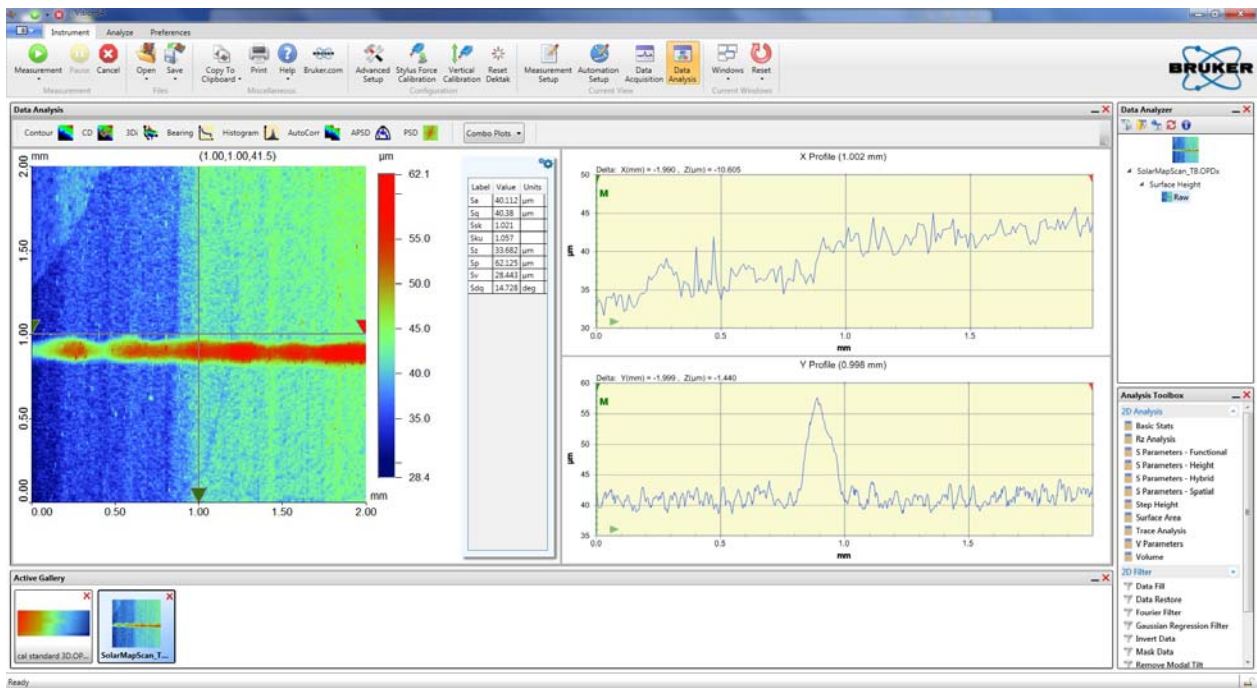 Instrument Analyze Preferences
Measurement Pause Cancel Open Save Copy To Clipboard Print Help Bruker.com Advanced Setup Stylus Force Calibration Vertical Calibration Reset Dektak Measurement Setup Automation Setup Data Acquisition Data Analysis Windows Reset
Measurement Files Miscellaneous Configuration Current View Current Windows
BRUKER
Data Analysis
Contour CD 3Di Bearing Histogram AutoCorr APSD PSD Combo Plots
mm (1.00,1.00,41.5) µm
2.00
1.50
1.00
0.50
0.00
0.00 0.50 1.00 1.50 2.00
mm
62.1
55.0
50.0
45.0
40.0
35.0
28.4
Label Value Units
Sa 40.112 µm
Sq 40.38 µm
Ssk 1.021
Sku 1.057
Sz 33.682 µm
Sp 62.125 µm
Sv 28.443 µm
Sdq 14.728 deg
X Profile (1.002 mm)
Delta: X(mm) = -1.990 , Z(µm) = -10.605
M
50
45
40
35
30
µm
0.0 0.5 1.0 1.5
mm
Y Profile (0.998 mm)
Delta: Y(mm) = -1.999 , Z(µm) = -1.440
M
60
55
50
45
40
35
µm
0.0 0.5 1.0 1.5
mm
Data Analyzer
SolarMapScan_TB.OPDx
Surface Height
Raw
Analysis Toolbox
2D Analysis
Basic Stats
Rz Analysis
S Parameters - Functional
S Parameters - Height
S Parameters - Hybrid
S Parameters - Spatial
Step Height
Surface Area
Trace Analysis
V Parameters
Volume
2D Filter
Data Fill
Data Restore
Fourier Filter
Gaussian Regression Filter
Invert Data
Mask Data
Remove Modal Tilt
Active Gallery
cal standard 3D.OP...
SolarMapScan_T...
Ready